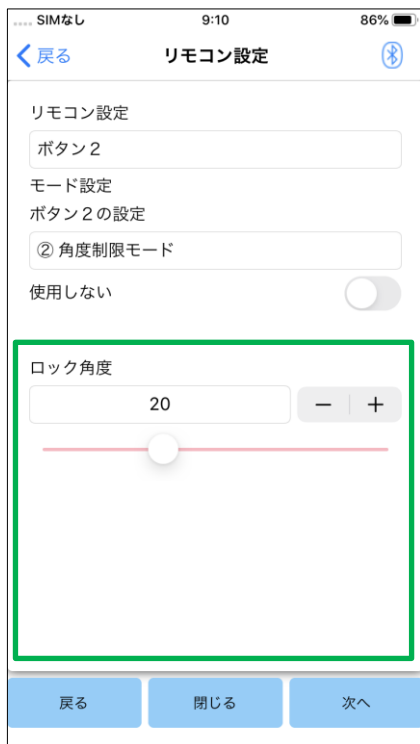 SIMなし 9:10 86%
戻る リモコン設定
リモコン設定
ボタン２
モード設定
ボタン２の設定
② 角度制限モード
使用しない
ロック角度
20 − +
戻る 閉じる 次へ